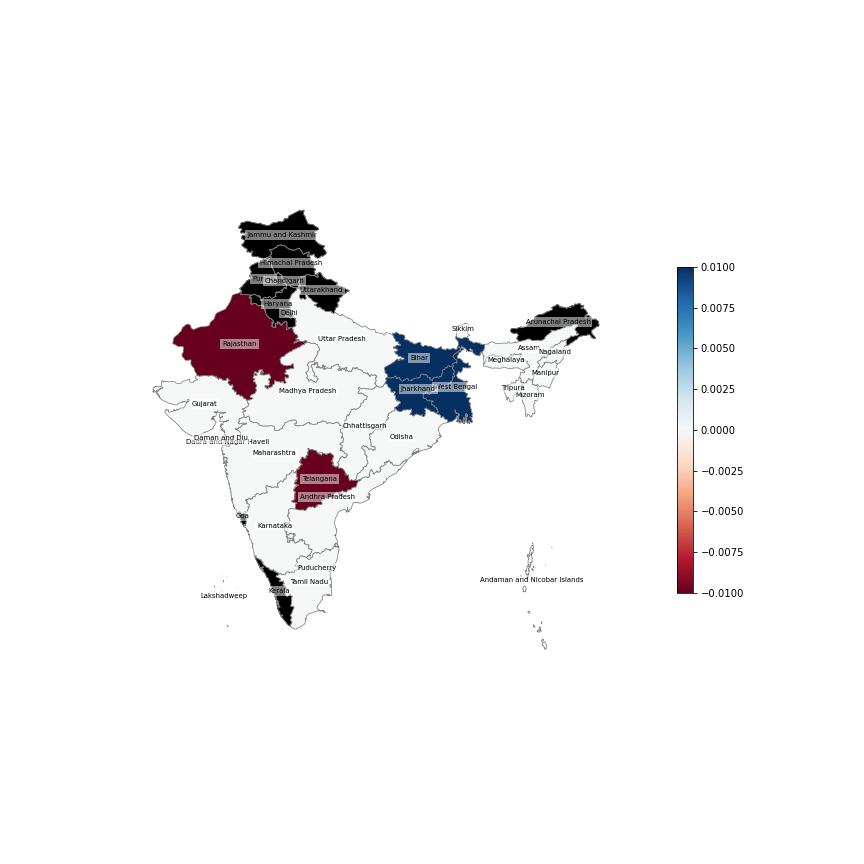 Jammu and Kashmir
Himachal Pradesh
Chandigarh
Uttarakhand
Haryana
Delhi
Arunachal Pradesh
Sikkim
Uttar Pradesh
Rajasthan
Assam
Nagaland
Bihar
Meghalaya
Manipur
Jharkhand
West Bengal
Tripura
Mizoram
Madhya Pradesh
Gujarat
Chhattisgarh
Odisha
Daman and Diu
Dadra and Nagar Haveli
Maharashtra
Telangana
Andhra Pradesh
Goa
Karnataka
Puducherry
Tamil Nadu
Kerala
Lakshadweep
Andaman and Nicobar Islands
0.0100
0.0075
0.0050
0.0025
0.0000
−0.0025
−0.0050
−0.0075
−0.0100